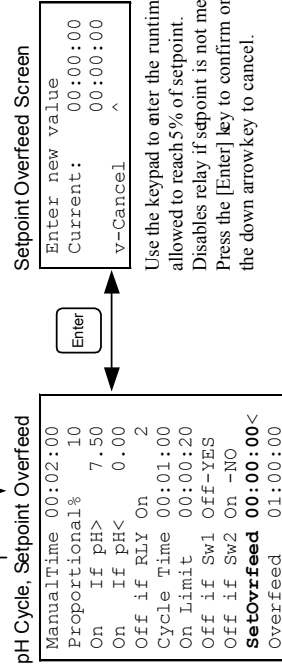 pH Cycle, Setpoint Overfeed
ManualTime 00:02:00
Proportional% 10
On If pH> 7.50
On If pH< 0.00
Off if RLY On 2
Cycle Time 00:01:00
On Limit 00:00:20
Off if Sw1 Off-YES
Off if Sw2 On -NO
SetOvrfeed 00:00:00<
Overfeed 01:00:00
Enter
Setpoint Overfeed Screen
Enter new value
Current: 00:00:00
00:00:00
v-Cancel ^
Use the keypad to enter the runtim
allowed to reach 5% of setpoint.
Disables relay if setpoint is not me
Press the [Enter] key to confirm or
the down arrow key to cancel.